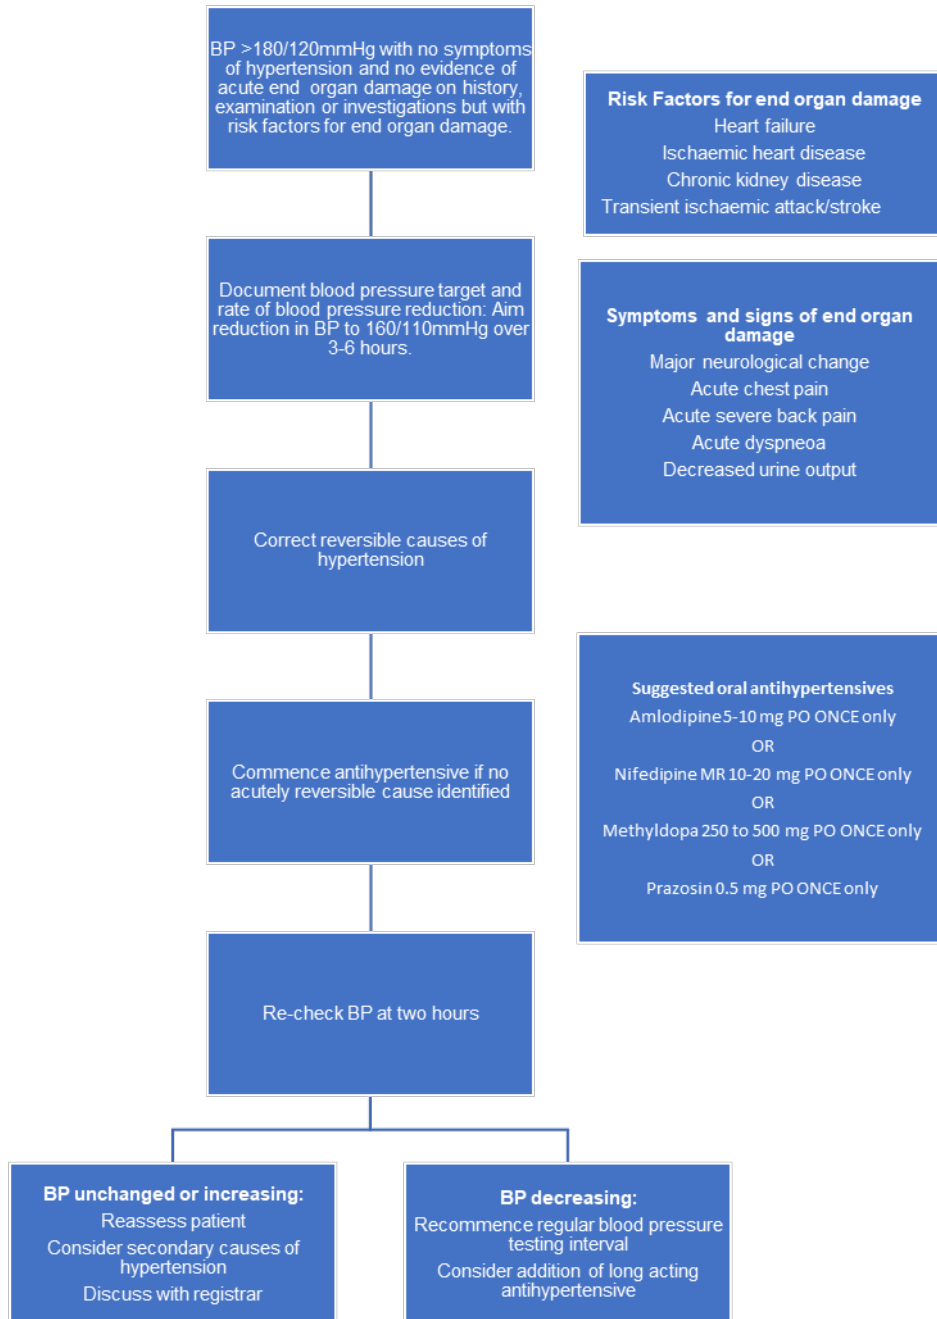 BP >180/120mmHg with no symptoms
of hypertension and no evidence of
acute end organ damage on history,
examination or investigations but with
risk factors for end organ damage.
Risk Factors for end organ damage
Heart failure
Ischaemic heart disease
Chronic kidney disease
Transient ischaemic attack/stroke
Document blood pressure target and
rate of blood pressure reduction: Aim
reduction in BP to 160/110mmHg over
3-6 hours.
Symptoms and signs of end organ
damage
Major neurological change
Acute chest pain
Acute severe back pain
Acute dyspneoa
Decreased urine output
Correct reversible causes of
hypertension
Commence antihypertensive if no
acutely reversible cause identified
Suggested oral antihypertensives
Amlodipine 5-10 mg PO ONCE only
OR
Nifedipine MR 10-20 mg PO ONCE only
OR
Methyldopa 250 to 500 mg PO ONCE only
OR
Prazosin 0.5 mg PO ONCE only
Re-check BP at two hours
BP unchanged or increasing:
Reassess patient
Consider secondary causes of
hypertension
Discuss with registrar
BP decreasing:
Recommence regular blood pressure
testing interval
Consider addition of long acting
antihypertensive